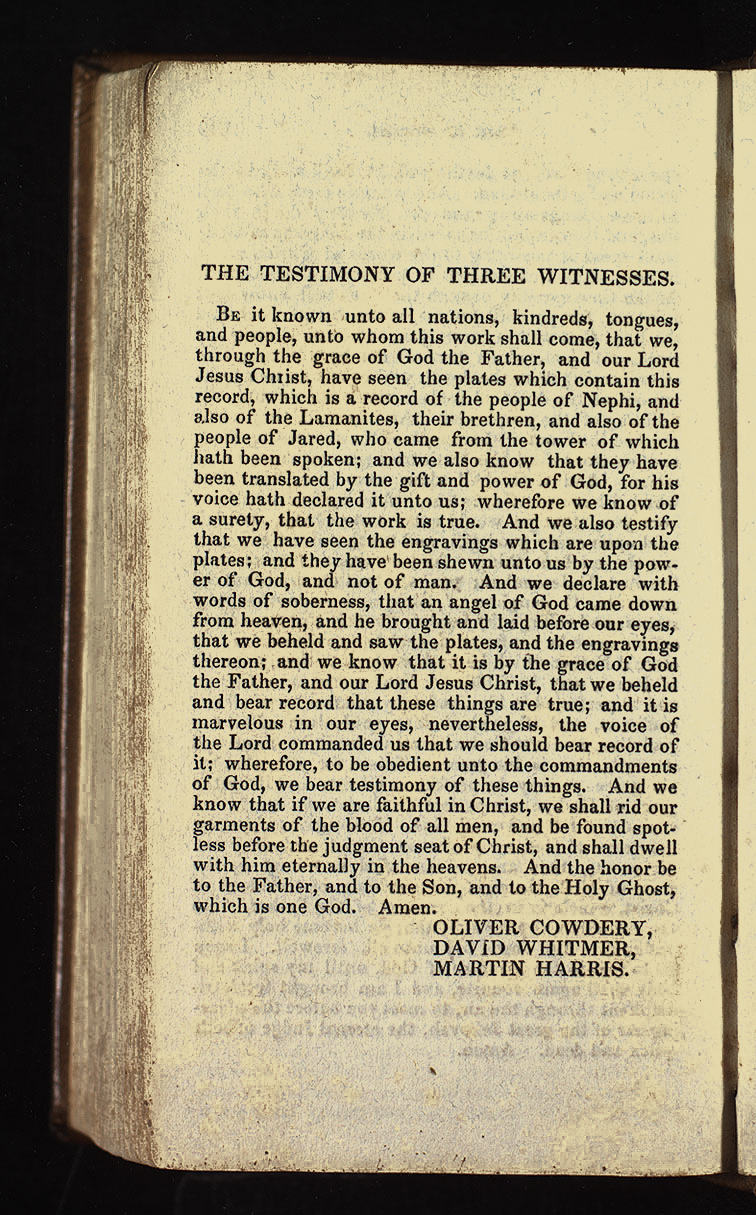 THE TESTIMONY OF THREE WITNESSES.
BE it known unto all nations, kindreds, tongues,
and people, unto whom this work shall come, that we,
through the grace of God the Father, and our Lord
Jesus Christ, have seen the plates which contain this
record, which is a record of the people of Nephi, and
also of the Lamanites, their brethren, and also of the
people of Jared, who came from the tower of which
hath been spoken; and we also know that they have
been translated by the gift and power of God, for his
voice hath declared it unto us; wherefore we know of
a surety, that the work is true. And we also testify
that we have seen the engravings which are upon the
plates; and they have been shewn unto us by the pow-
er of God, and not of man. And we declare with
words of soberness, that an angel of God came down
from heaven, and he brought and laid before our eyes,
that we beheld and saw the plates, and the engravings
thereon; and we know that it is by the grace of God
the Father, and our Lord Jesus Christ, that we beheld
and bear record that these things are true; and it is
marvelous in our eyes, nevertheless, the voice of
the Lord commanded us that we should bear record of
it; wherefore, to be obedient unto the commandments
of God, we bear testimony of these things. And we
know that if we are faithful in Christ, we shall rid our
garments of the blood of all men, and be found spot-
less before the judgment seat of Christ, and shall dwell
with him eternally in the heavens. And the honor be
to the Father, and to the Son, and to the Holy Ghost,
which is one God. Amen.
OLIVER COWDERY,
DAVID WHITMER,
MARTIN HARRIS.